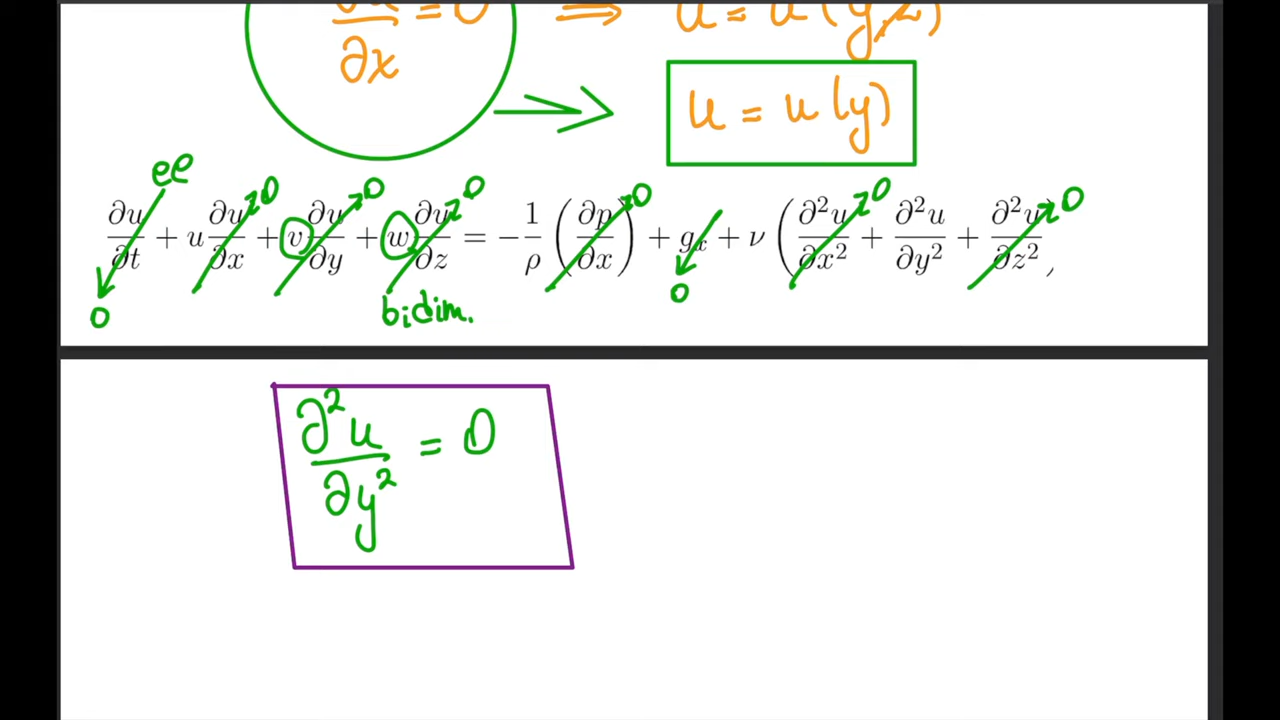 ∂u/∂x = 0 ⟹ u = u(y,z)
u = u(y)
ee
∂u/∂t + u ∂u/∂x + v ∂u/∂y + w ∂u/∂z = −1/ρ (∂p/∂x) + gₓ + ν (∂²u/∂x² + ∂²u/∂y² + ∂²u/∂z²),
0 0 0 0 0 0 0 0
bidim.
∂²u/∂y² = 0